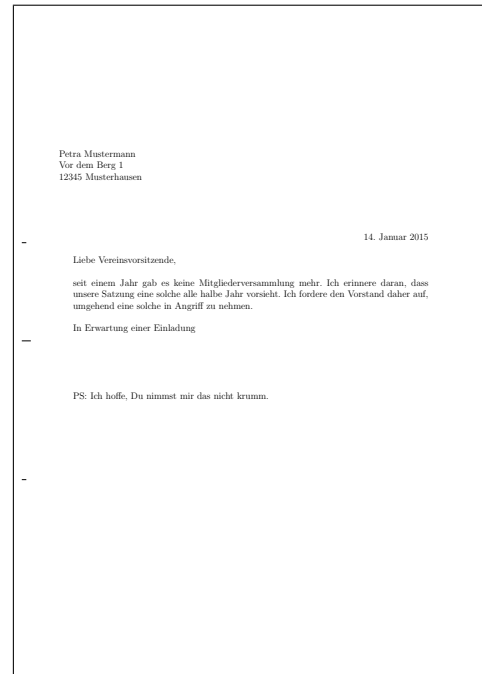 Petra Mustermann
Vor dem Berg 1
12345 Musterhausen
14. Januar 2015
Liebe Vereinsvorsitzende,
seit einem Jahr gab es keine Mitgliederversammlung mehr. Ich erinnere daran, dass
unsere Satzung eine solche alle halbe Jahr vorsieht. Ich fordere den Vorstand daher auf,
umgehend eine solche in Angriff zu nehmen.
In Erwartung einer Einladung
PS: Ich hoffe, Du nimmst mir das nicht krumm.